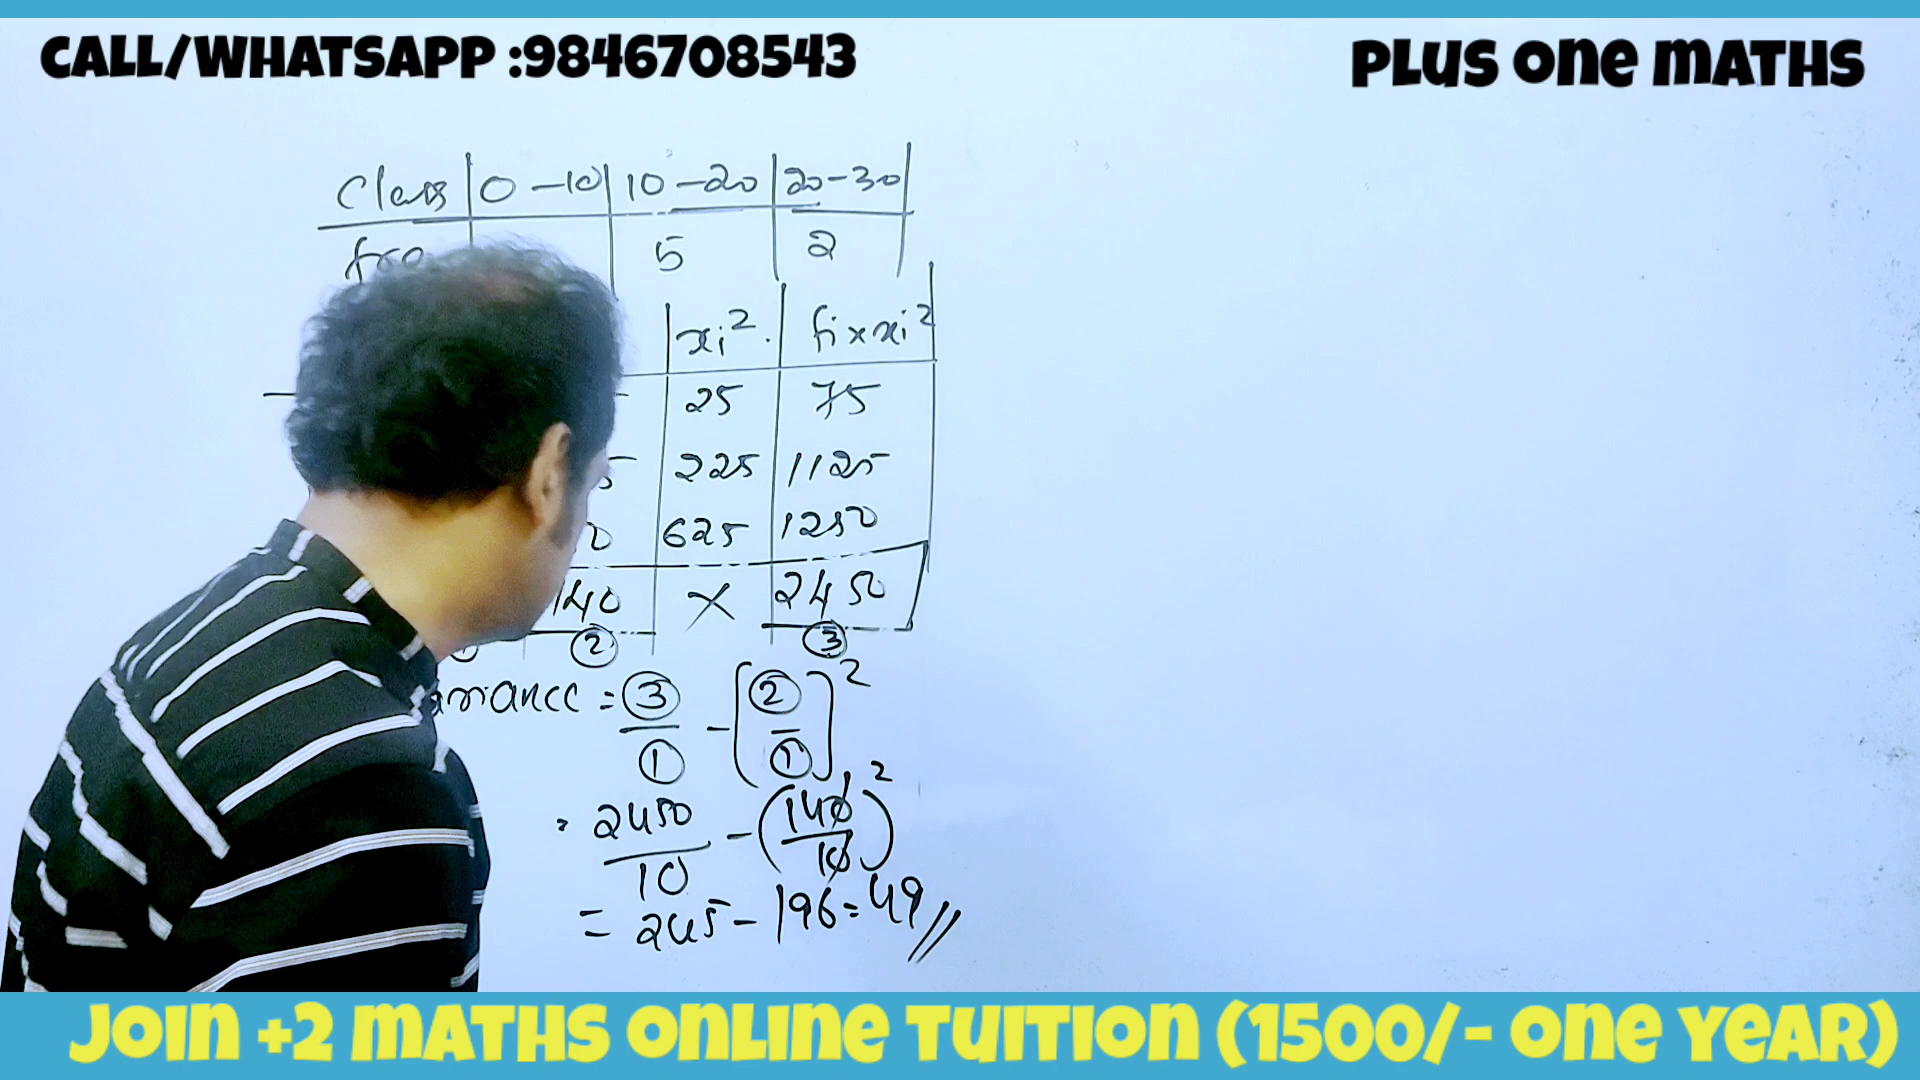 CALL/WHATSAPP :9846708543
PLUS ONE MATHS
Class 0-10 10-20 20-30
5 2
xi² fi×xi²
25 75
225 1125
625 1250
140 × 2450
② ③
ariance = ③/① - [②/①]²
= 2450/10 - (140/10)²
= 245 - 196 = 49//
JOIN +2 MATHS ONLINE TUITION (1500/- ONE YEAR)